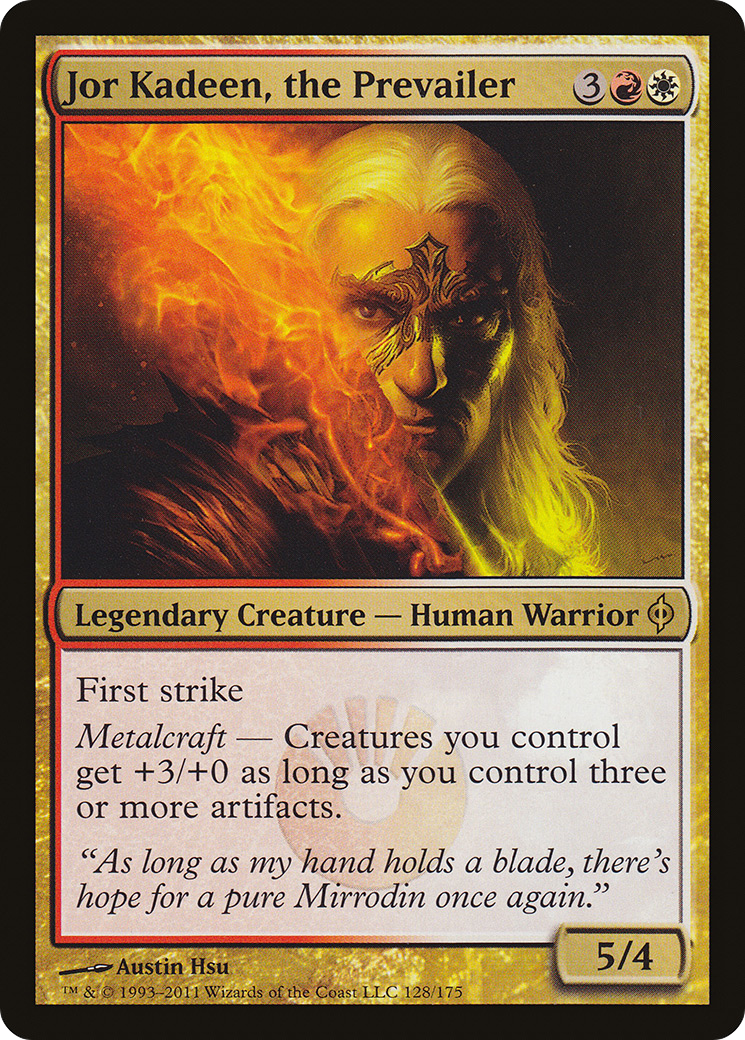 Jor Kadeen, the Prevailer 3
Legendary Creature — Human Warrior
First strike
Metalcraft — Creatures you control
get +3/+0 as long as you control three
or more artifacts.
“As long as my hand holds a blade, there’s
hope for a pure Mirrodin once again.”
5/4
Austin Hsu
™ & © 1993–2011 Wizards of the Coast LLC 128/175